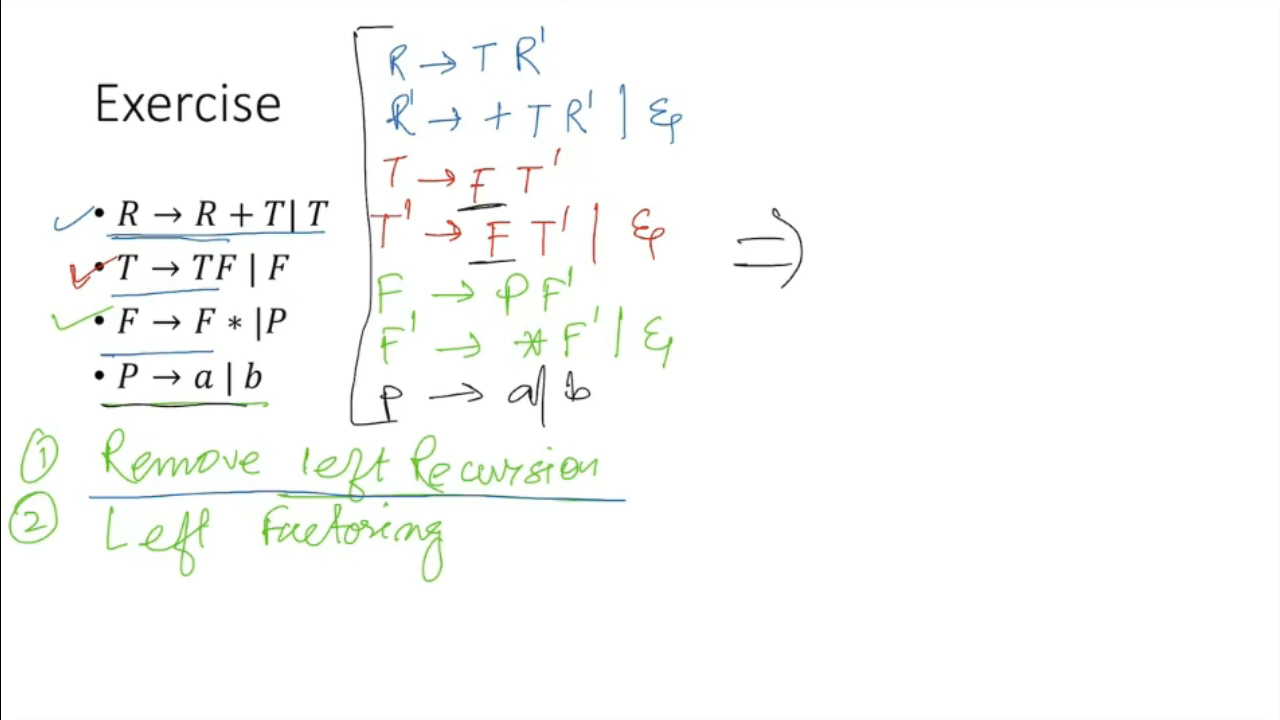 Exercise
• R → R + T| T
• T → TF | F
• F → F ∗ |P
• P → a | b
R → T R'
R' → + T R' | ε
T → F T'
T' → F T' | ε
F → P F'
F' → * F' | ε
P → a| b
⇒
① Remove left Recursion
② Left Factoring